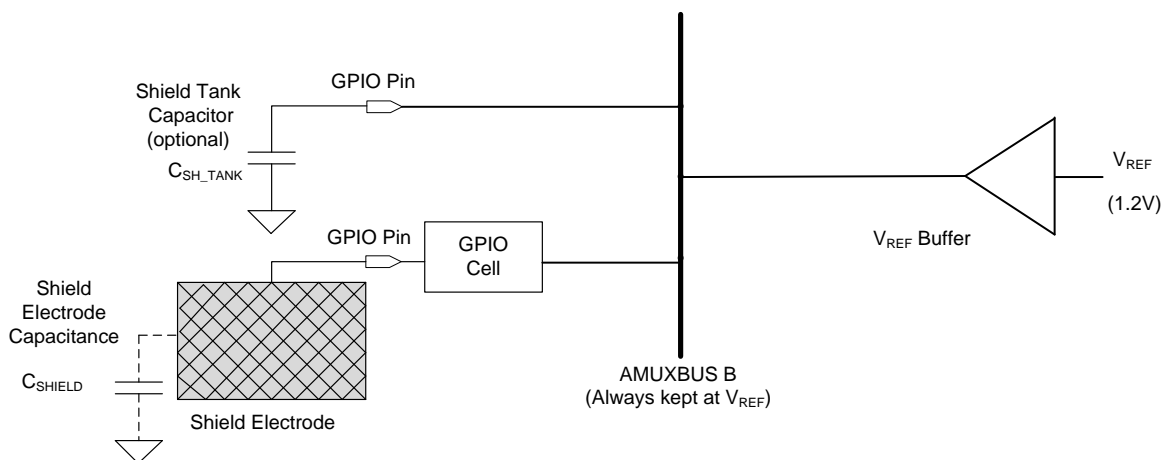 Shield Tank
Capacitor
(optional)
C_SH_TANK
GPIO Pin
V_REF
(1.2V)
V_REF Buffer
GPIO Pin
GPIO
Cell
Shield
Electrode
Capacitance
C_SHIELD
Shield Electrode
AMUXBUS B
(Always kept at V_REF)